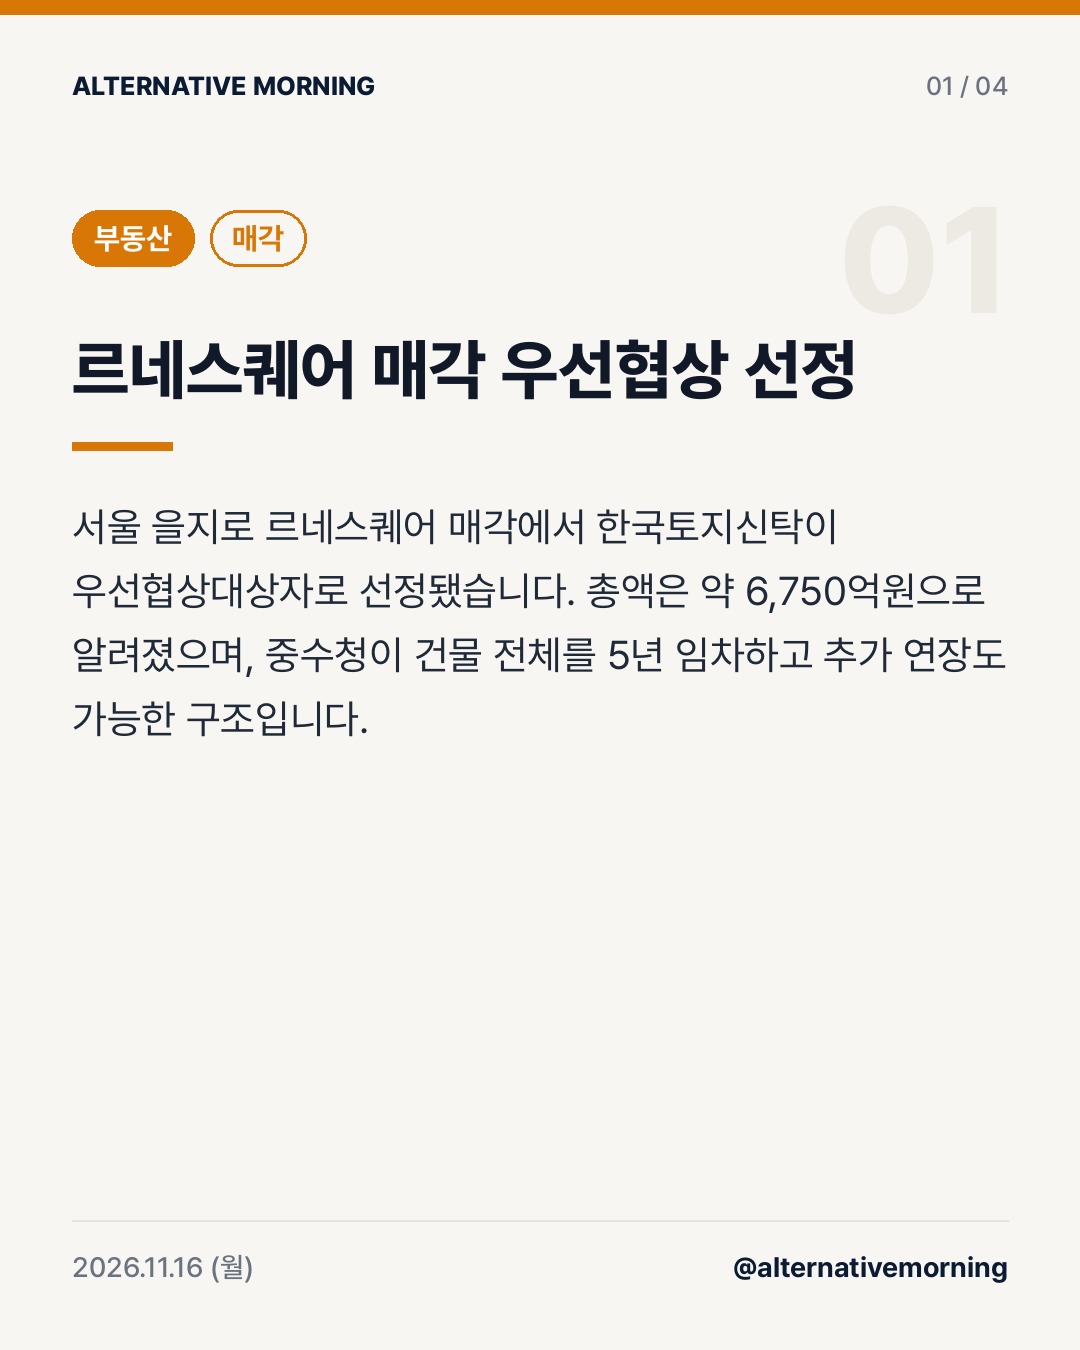 ALTERNATIVE MORNING
01 / 04
부동산
매각
01
르네스퀘어 매각 우선협상 선정
서울 을지로 르네스퀘어 매각에서 한국토지신탁이
우선협상대상자로 선정됐습니다. 총액은 약 6,750억원으로
알려졌으며, 중수청이 건물 전체를 5년 임차하고 추가 연장도
가능한 구조입니다.
2026.11.16 (월)
@alternativemorning